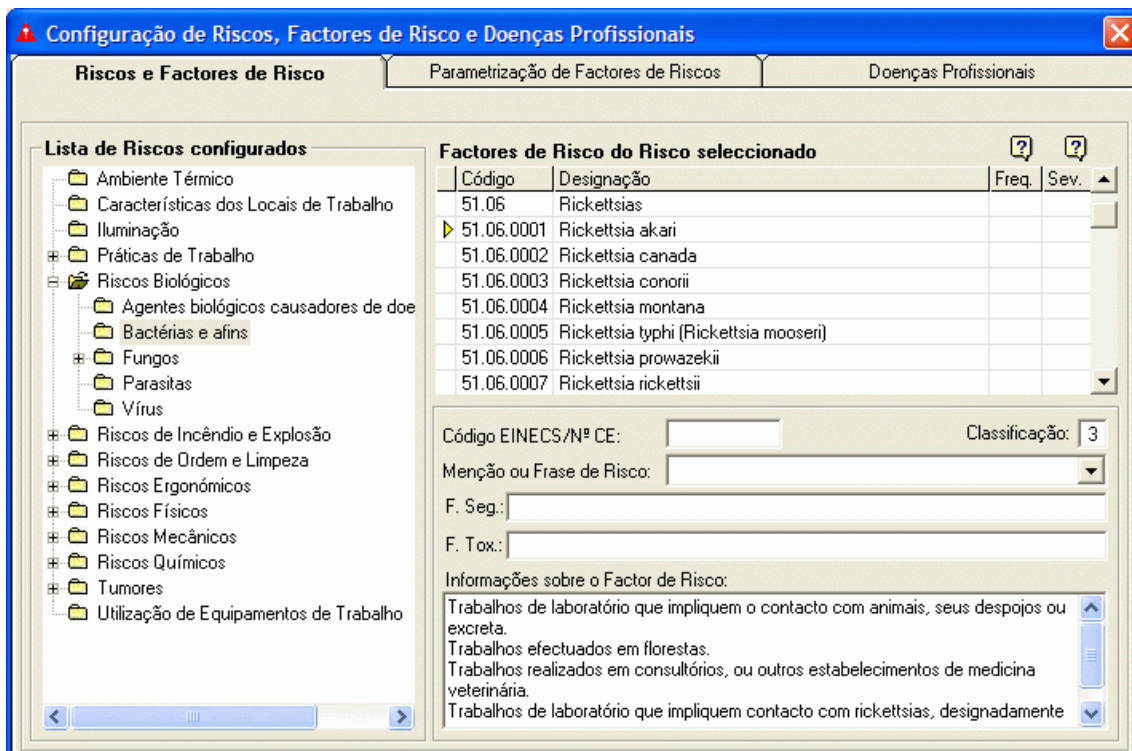 Configuração de Riscos, Factores de Risco e Doenças Profissionais
Riscos e Factores de Risco
Parametrização de Factores de Riscos
Doenças Profissionais
Lista de Riscos configurados
Ambiente Térmico
Características dos Locais de Trabalho
Iluminação
Práticas de Trabalho
Riscos Biológicos
Agentes biológicos causadores de doe
Bactérias e afins
Fungos
Parasitas
Vírus
Riscos de Incêndio e Explosão
Riscos de Ordem e Limpeza
Riscos Ergonómicos
Riscos Físicos
Riscos Mecânicos
Riscos Químicos
Tumores
Utilização de Equipamentos de Trabalho
Factores de Risco do Risco seleccionado
? ?
Código Designação Freq. Sev.
51.06 Rickettsias
51.06.0001 Rickettsia akari
51.06.0002 Rickettsia canada
51.06.0003 Rickettsia conorii
51.06.0004 Rickettsia montana
51.06.0005 Rickettsia typhi (Rickettsia mooseri)
51.06.0006 Rickettsia prowazekii
51.06.0007 Rickettsia rickettsii
Código EINECS/Nº CE: Classificação: 3
Menção ou Frase de Risco:
F. Seg.:
F. Tox.:
Informações sobre o Factor de Risco:
Trabalhos de laboratório que impliquem o contacto com animais, seus despojos ou
excreta.
Trabalhos efectuados em florestas.
Trabalhos realizados em consultórios, ou outros estabelecimentos de medicina
veterinária.
Trabalhos de laboratório que impliquem contacto com rickettsias, designadamente